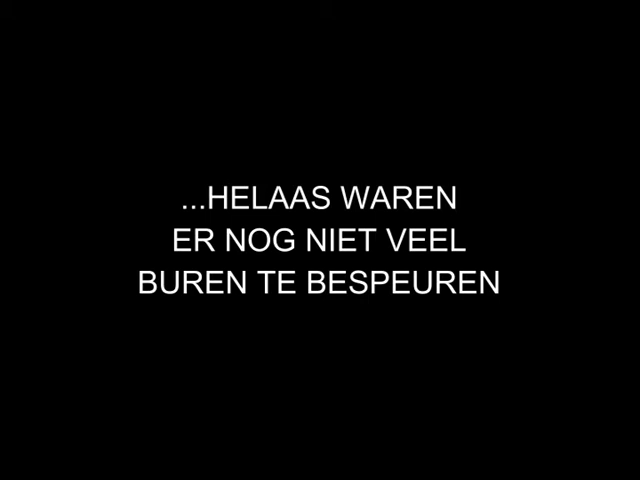 ...HELAAS WAREN
ER NOG NIET VEEL
BUREN TE BESPEUREN